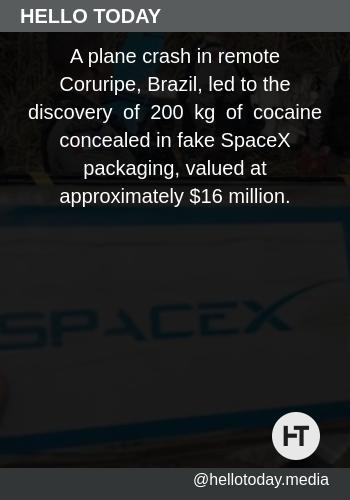 HELLO TODAY
A plane crash in remote
Coruripe, Brazil, led to the
discovery of 200 kg of cocaine
concealed in fake SpaceX
packaging, valued at
approximately $16 million.
SPACEX
HT
@hellotoday.media